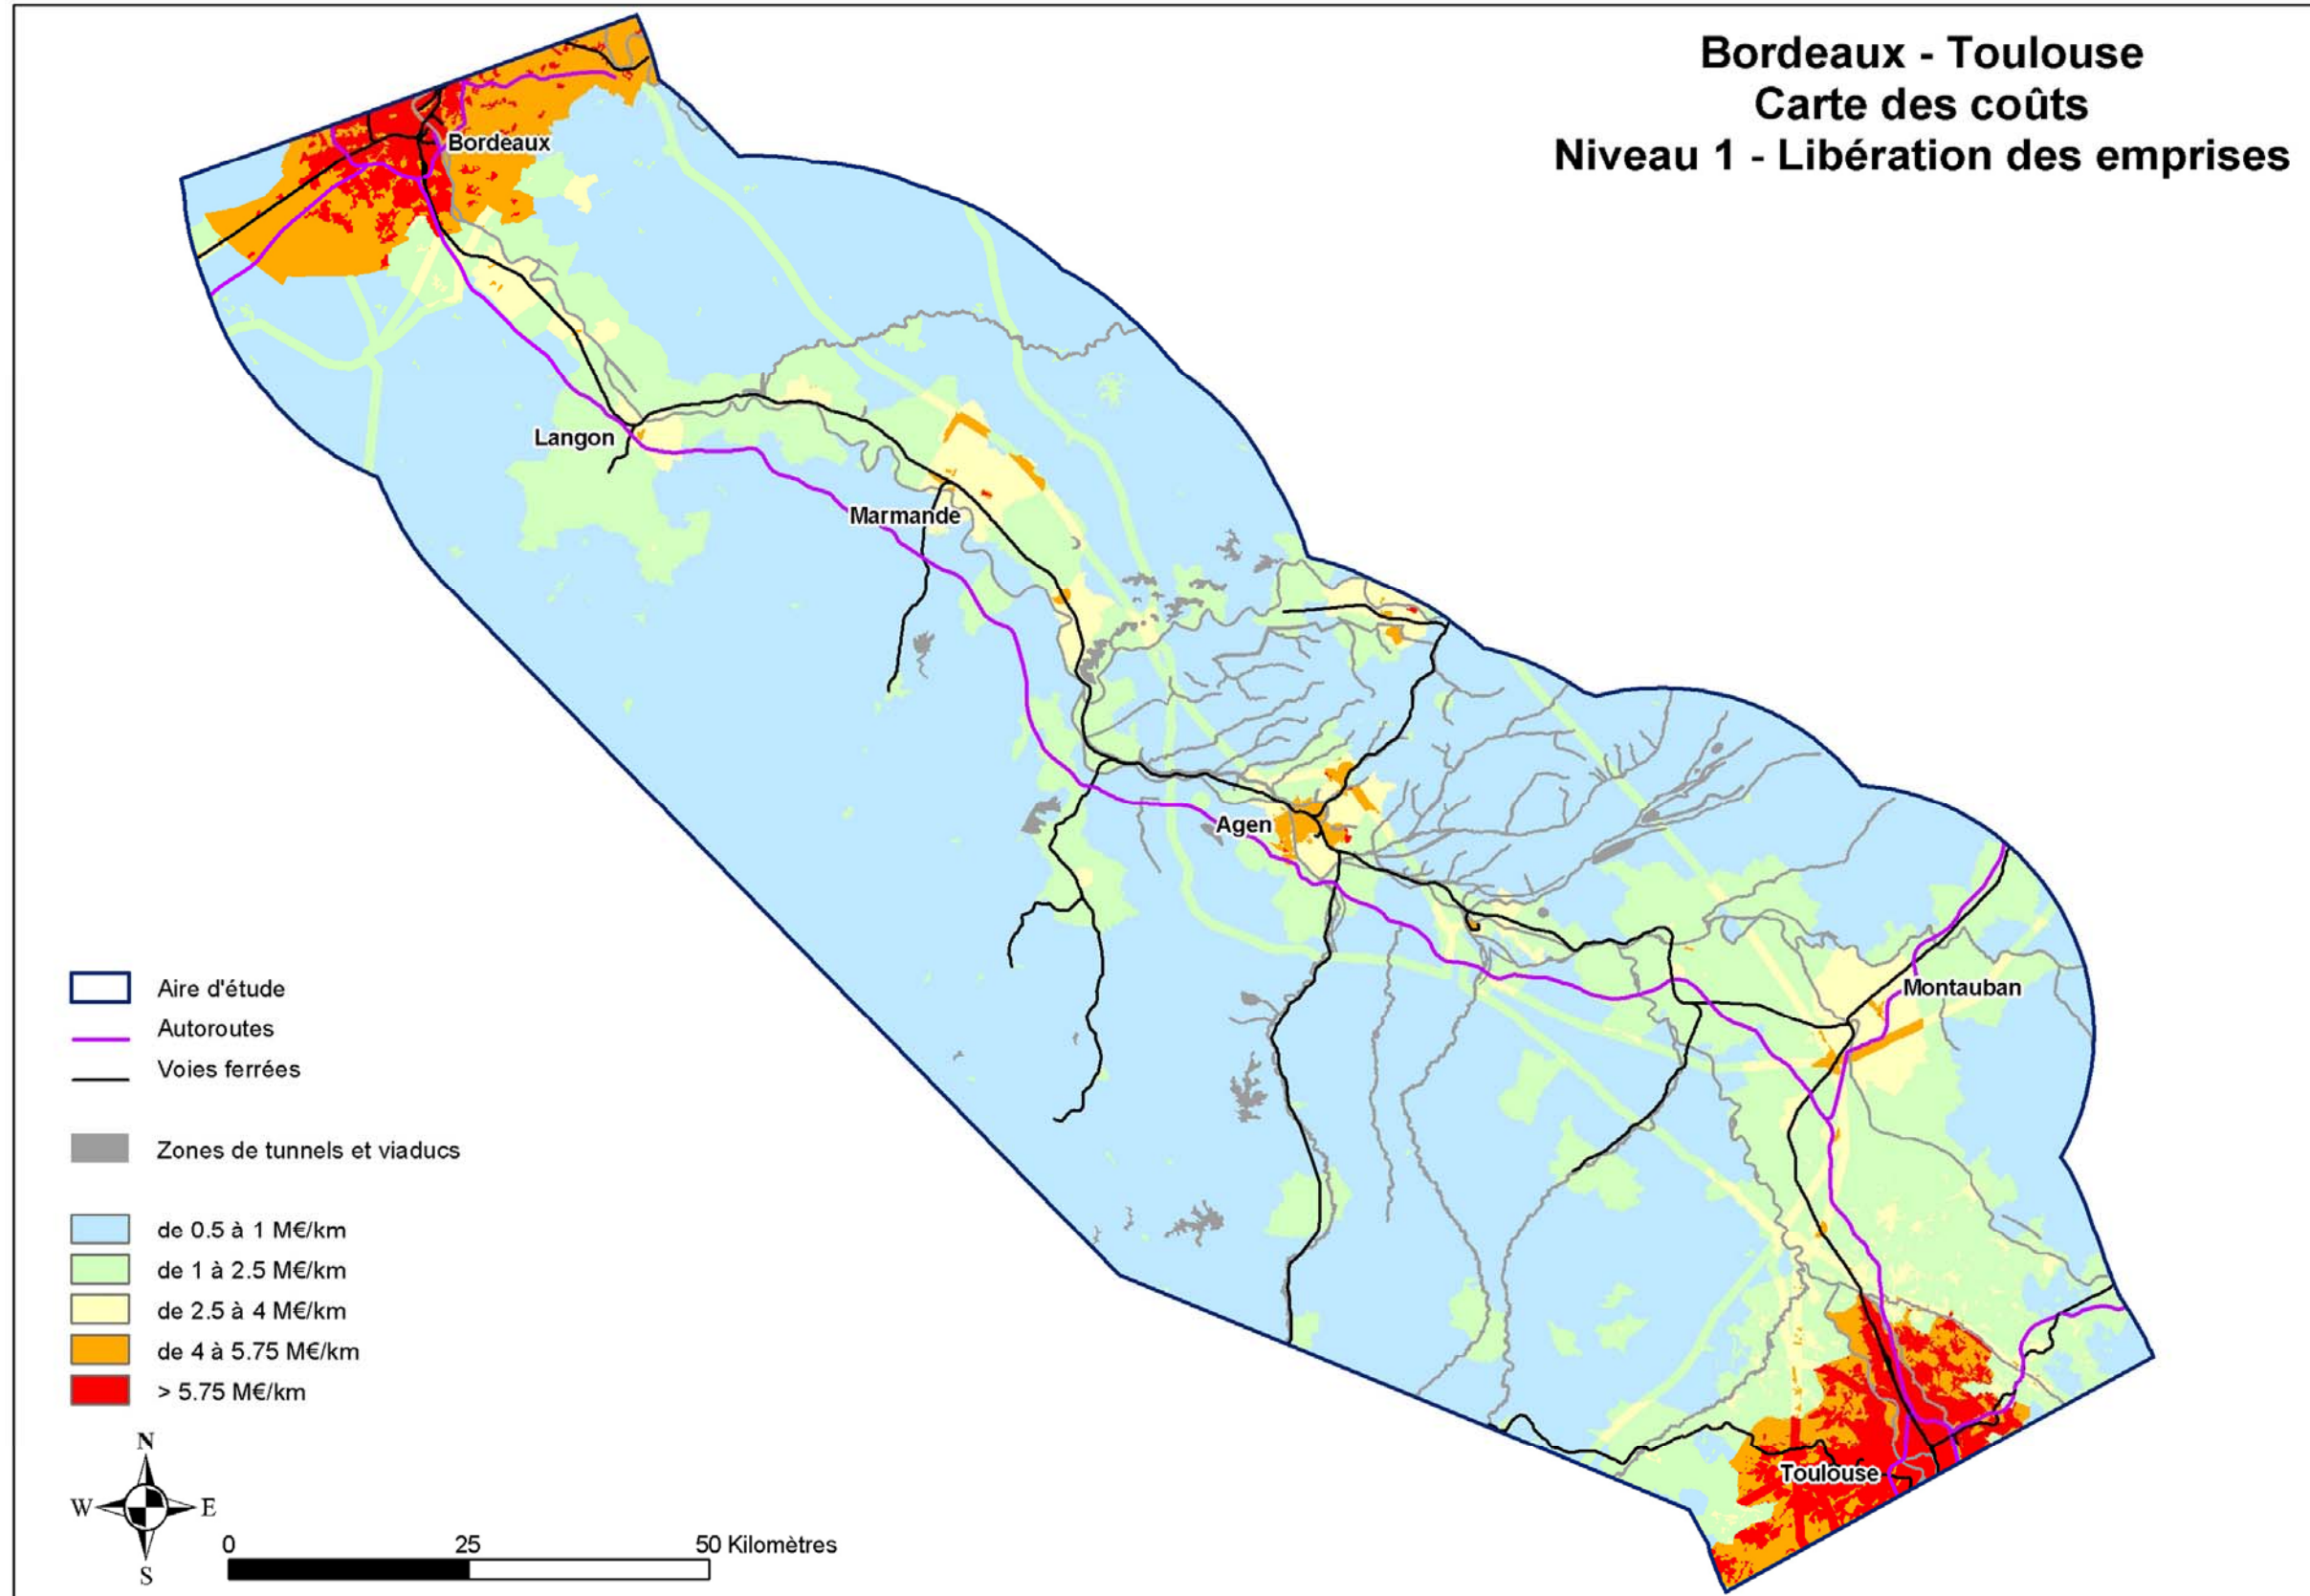 Bordeaux - Toulouse
Carte des coûts
Niveau 1 - Libération des emprises
Bordeaux
Langon
Marmande
Agen
Montauban
Toulouse
Aire d'étude
Autoroutes
Voies ferrées
Zones de tunnels et viaducs
de 0.5 à 1 M€/km
de 1 à 2.5 M€/km
de 2.5 à 4 M€/km
de 4 à 5.75 M€/km
> 5.75 M€/km
N
W E
S
0 25 50 Kilomètres